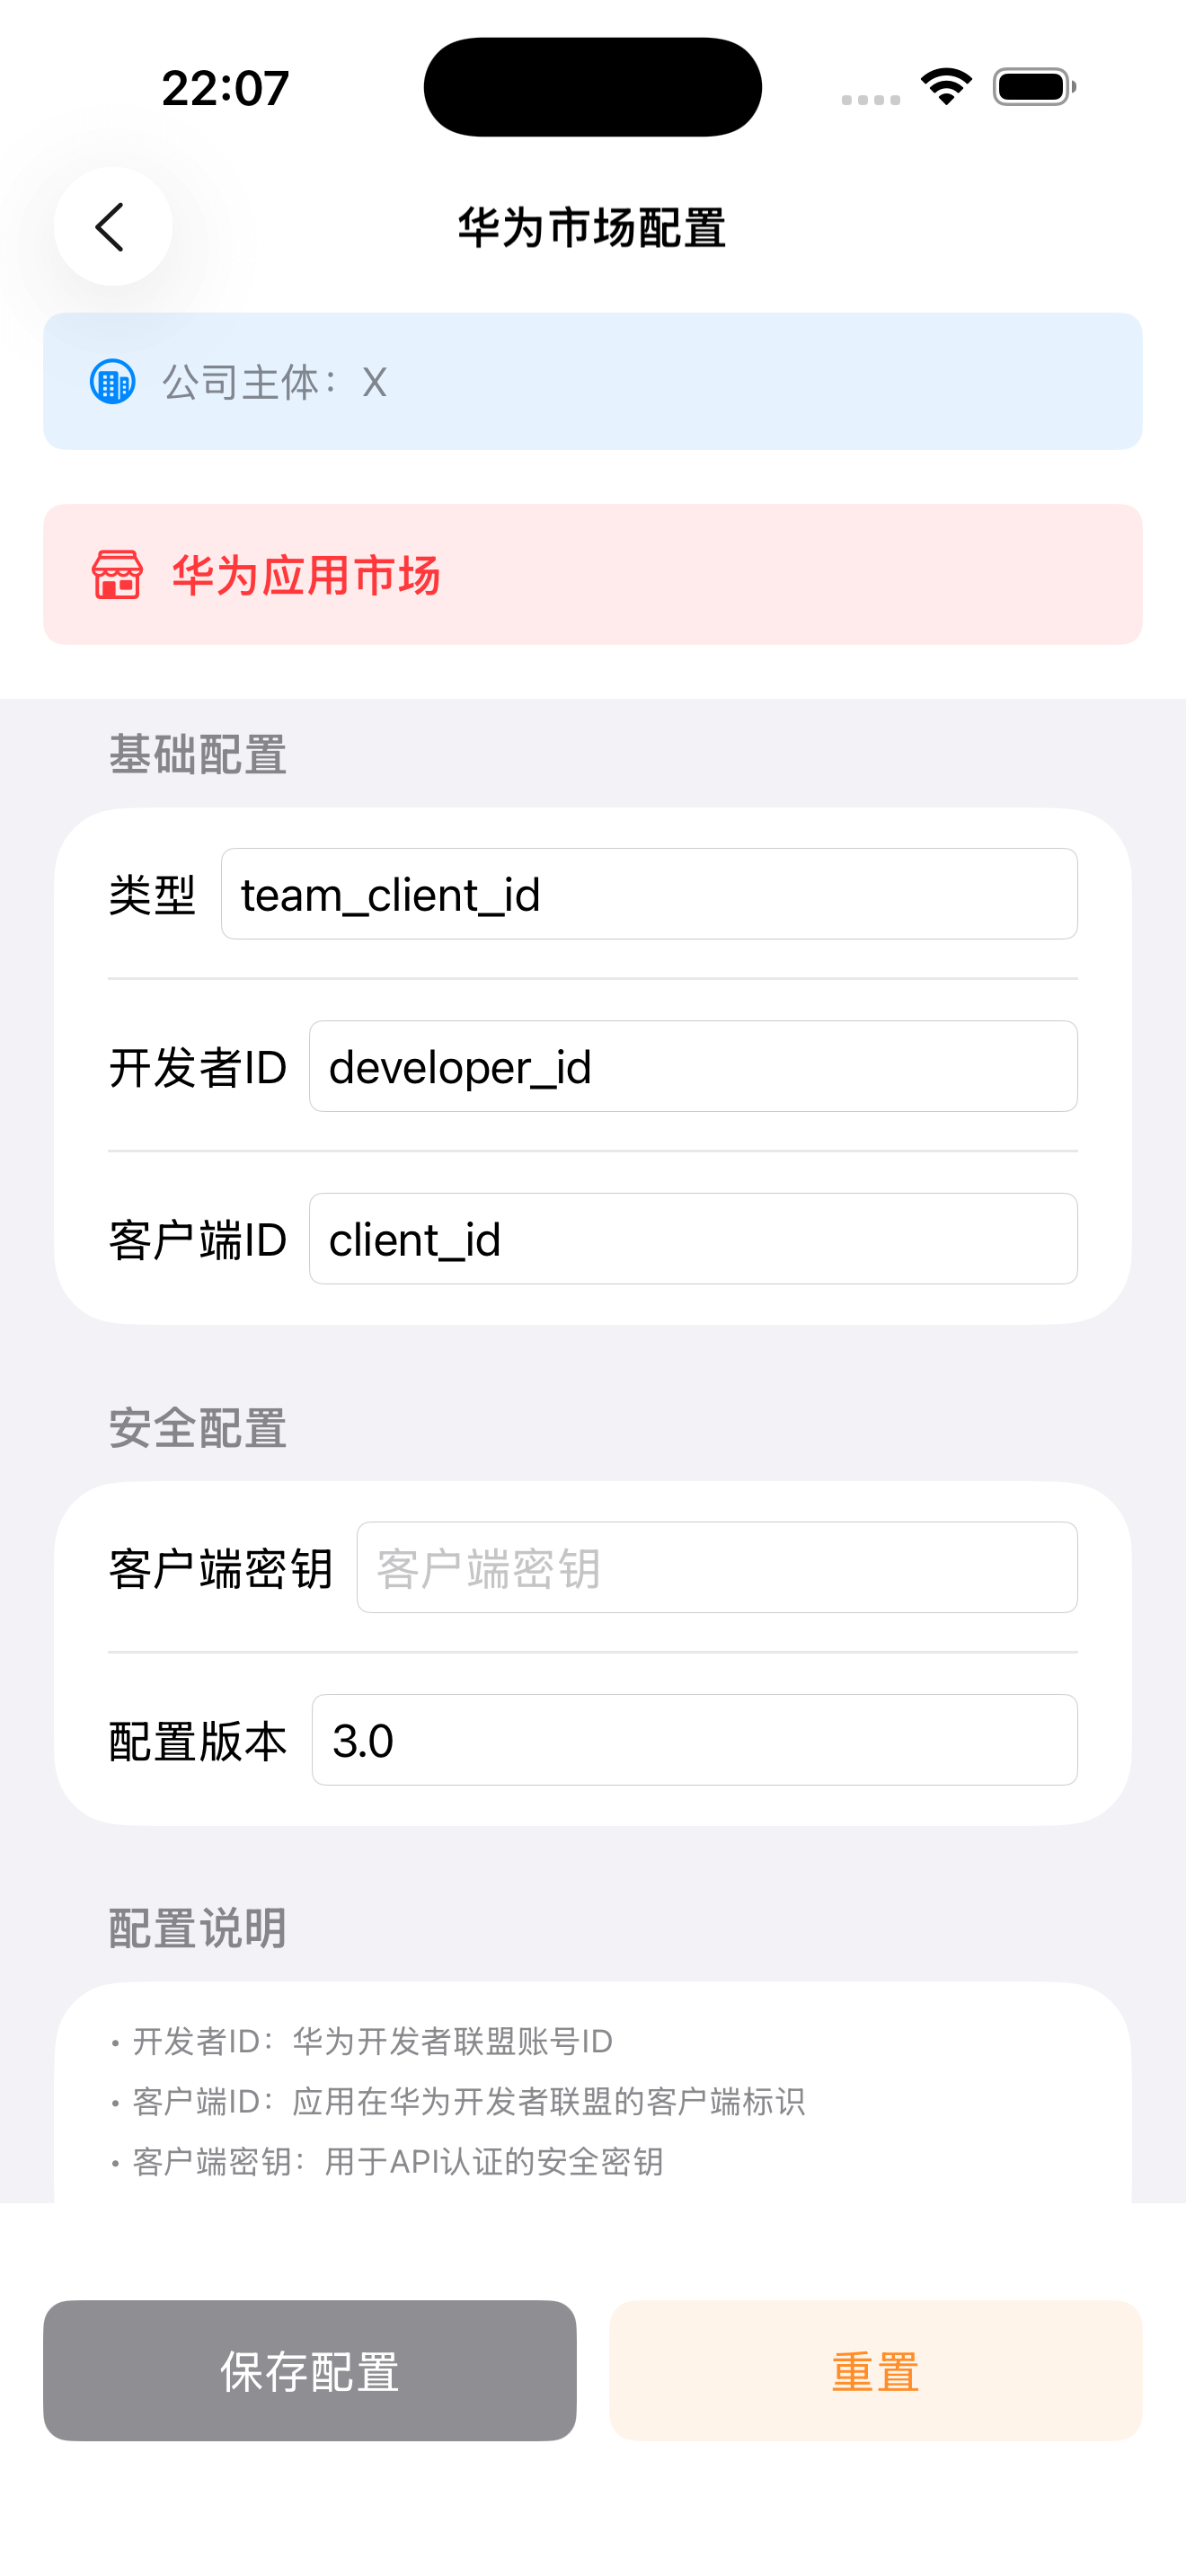 22:07
华为市场配置
公司主体：X
华为应用市场
基础配置
类型 team_client_id
开发者ID developer_id
客户端ID client_id
安全配置
客户端密钥 客户端密钥
配置版本 3.0
配置说明
• 开发者ID：华为开发者联盟账号ID
• 客户端ID：应用在华为开发者联盟的客户端标识
• 客户端密钥：用于API认证的安全密钥
保存配置 重置